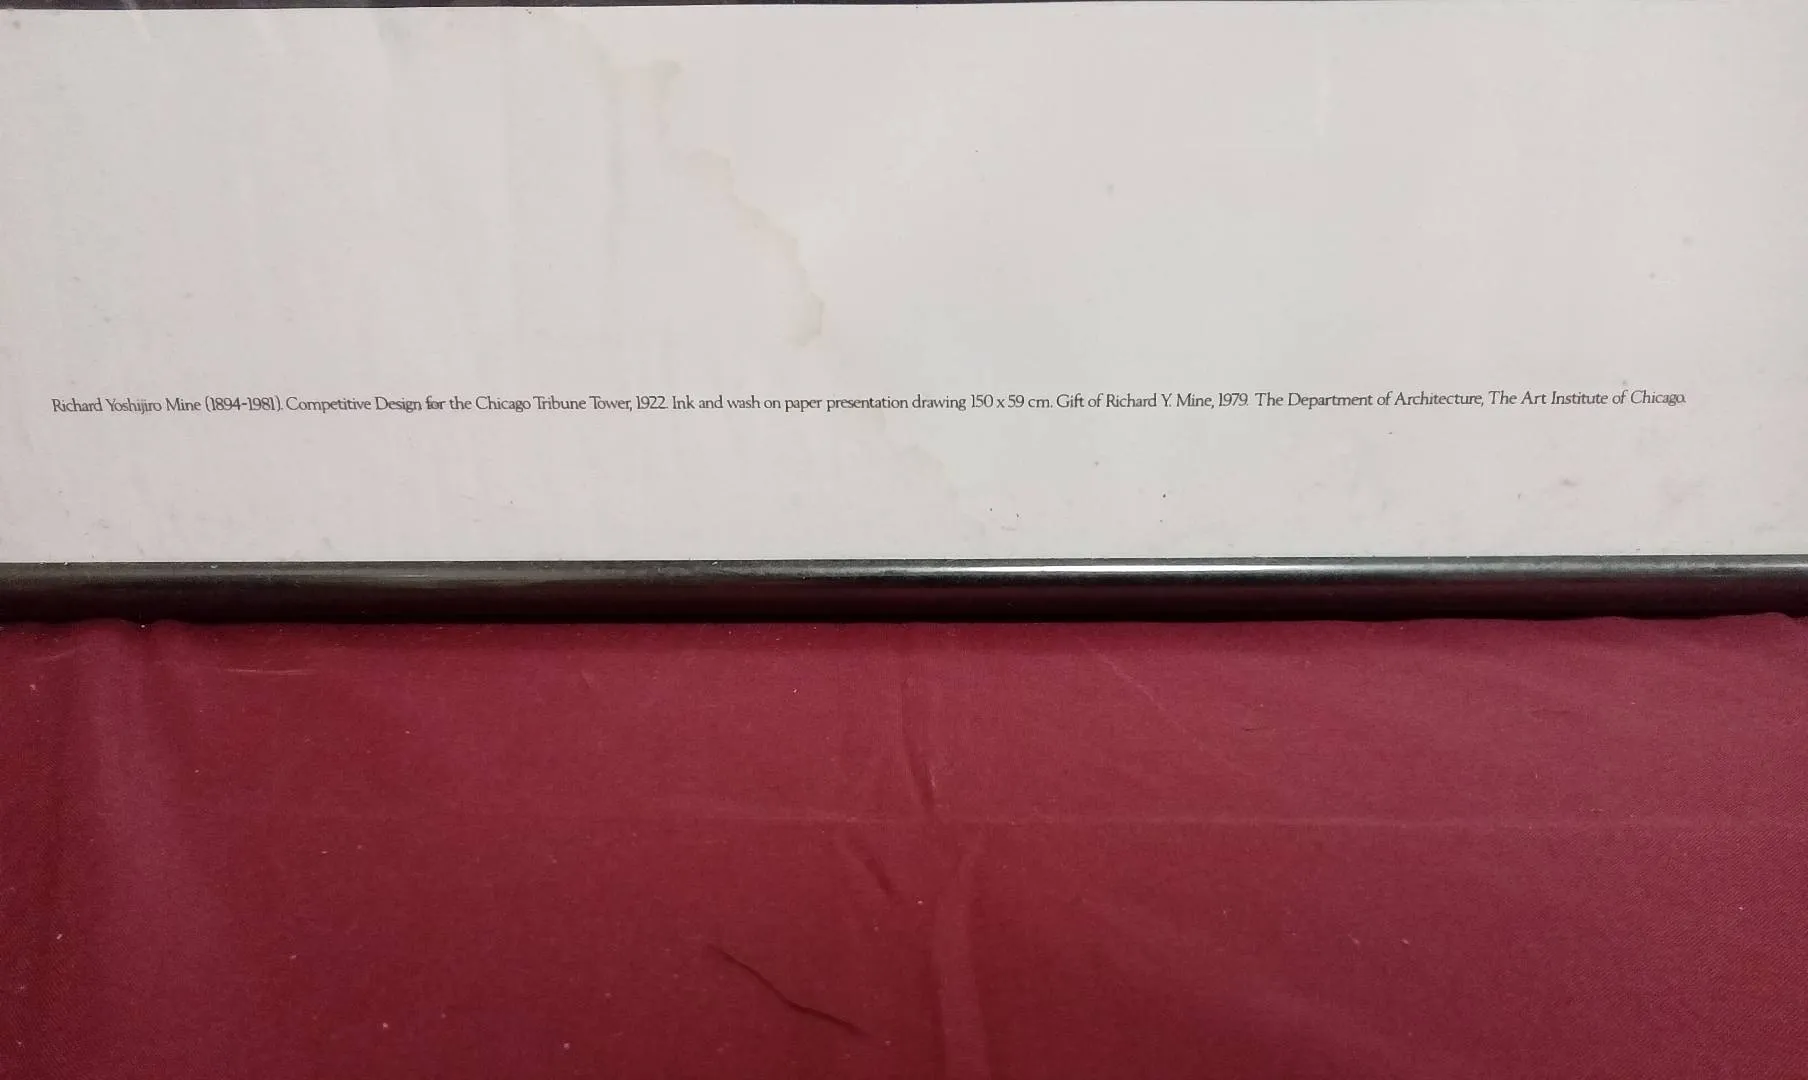 Richard Yoshijiro Mine (1894-1981). Competitive Design for the Chicago Tribune Tower, 1922. Ink and wash on paper presentation drawing 150 x 59 cm. Gift of Richard Y. Mine, 1979. The Department of Architecture, The Art Institute of Chicago.